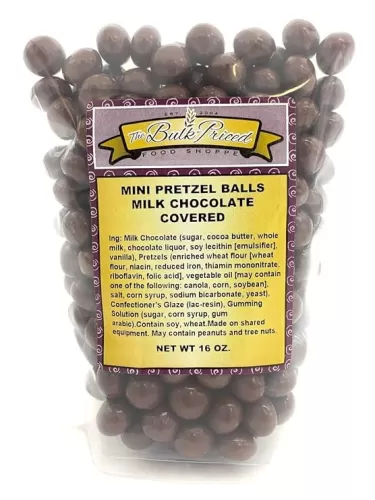 EST. 2004
The Bulk Priced
FOOD SHOPPE
MINI PRETZEL BALLS
MILK CHOCOLATE
COVERED
Ing: Milk Chocolate (sugar, cocoa butter, whole
milk, chocolate liquor, soy lecithin [emulsifier],
vanilla), Pretzels (enriched wheat flour [wheat
flour, niacin, reduced iron, thiamin mononitrate,
riboflavin, folic acid], vegetable oil [may contain
one of the following: canola, corn, soybean],
salt, corn syrup, sodium bicarbonate, yeast),
Confectioner's Glaze (lac-resin), Gumming
Solution (sugar, corn syrup, gum
arabic).Contain soy, wheat.Made on shared
equipment. May contain peanuts and tree nuts.
NET WT 16 OZ.